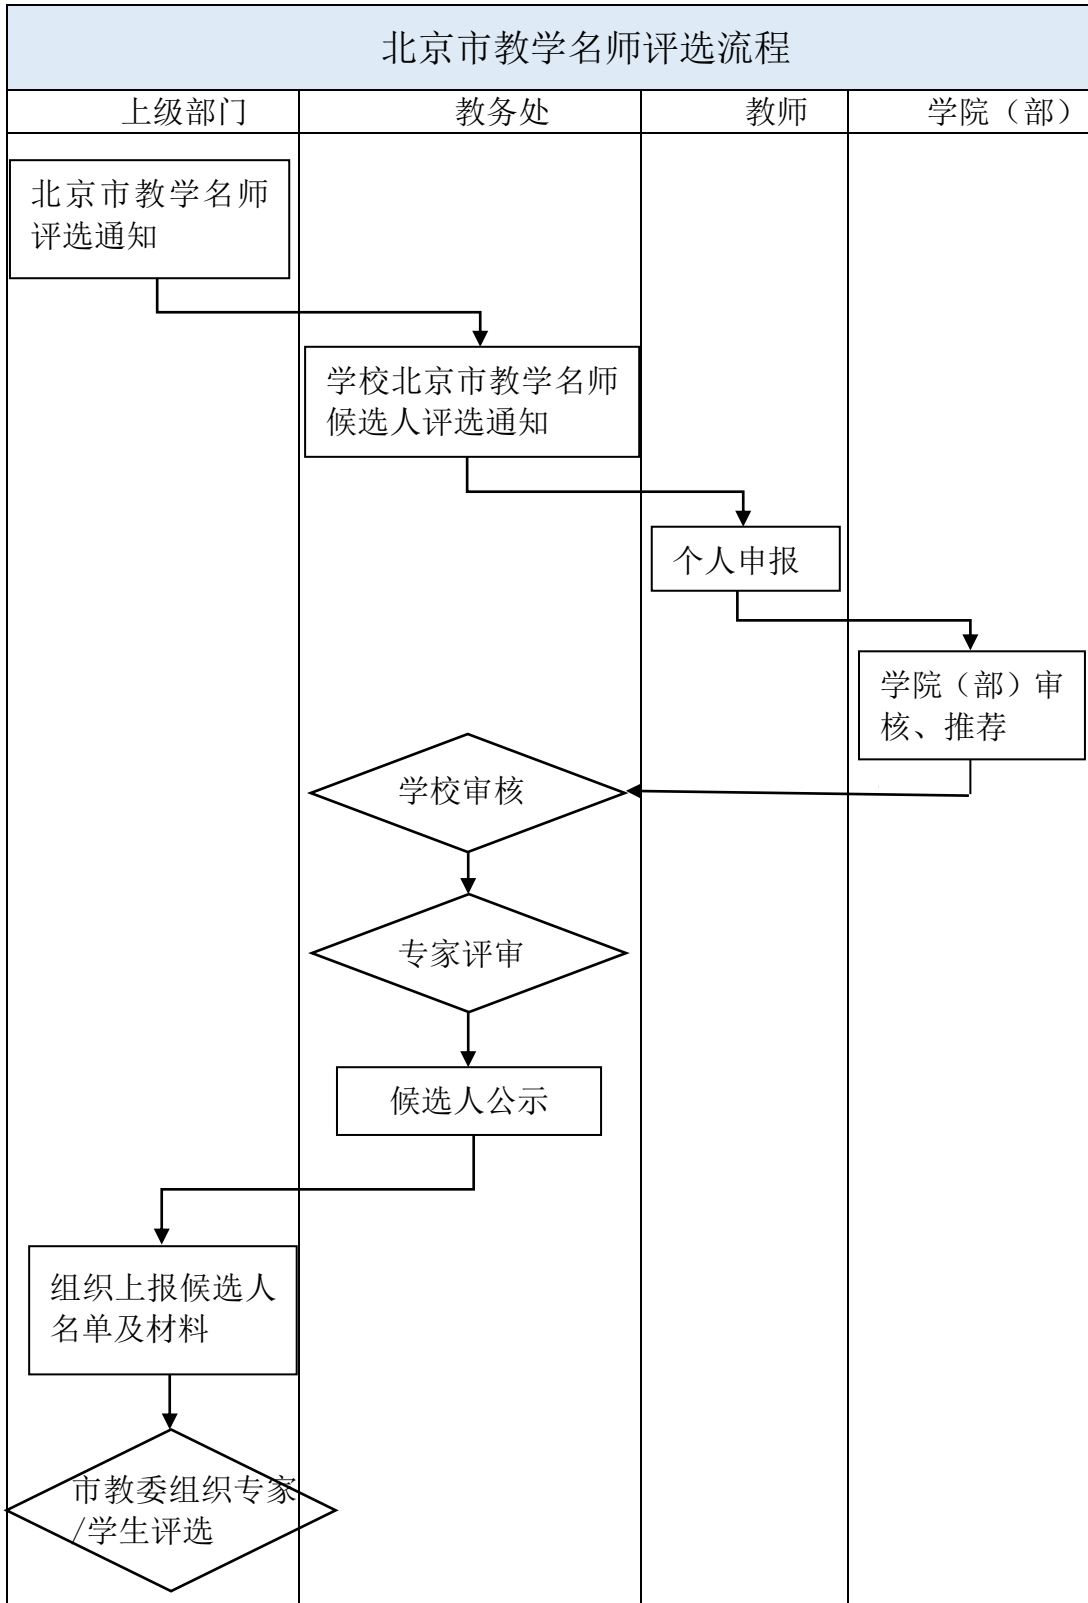 北京市教学名师评选流程
上级部门
教务处
教师
学院（部）
北京市教学名师
评选通知
学校北京市教学名师
候选人评选通知
个人申报
学院（部）审
核、推荐
学校审核
专家评审
候选人公示
组织上报候选人
名单及材料
市教委组织专家
/学生评选